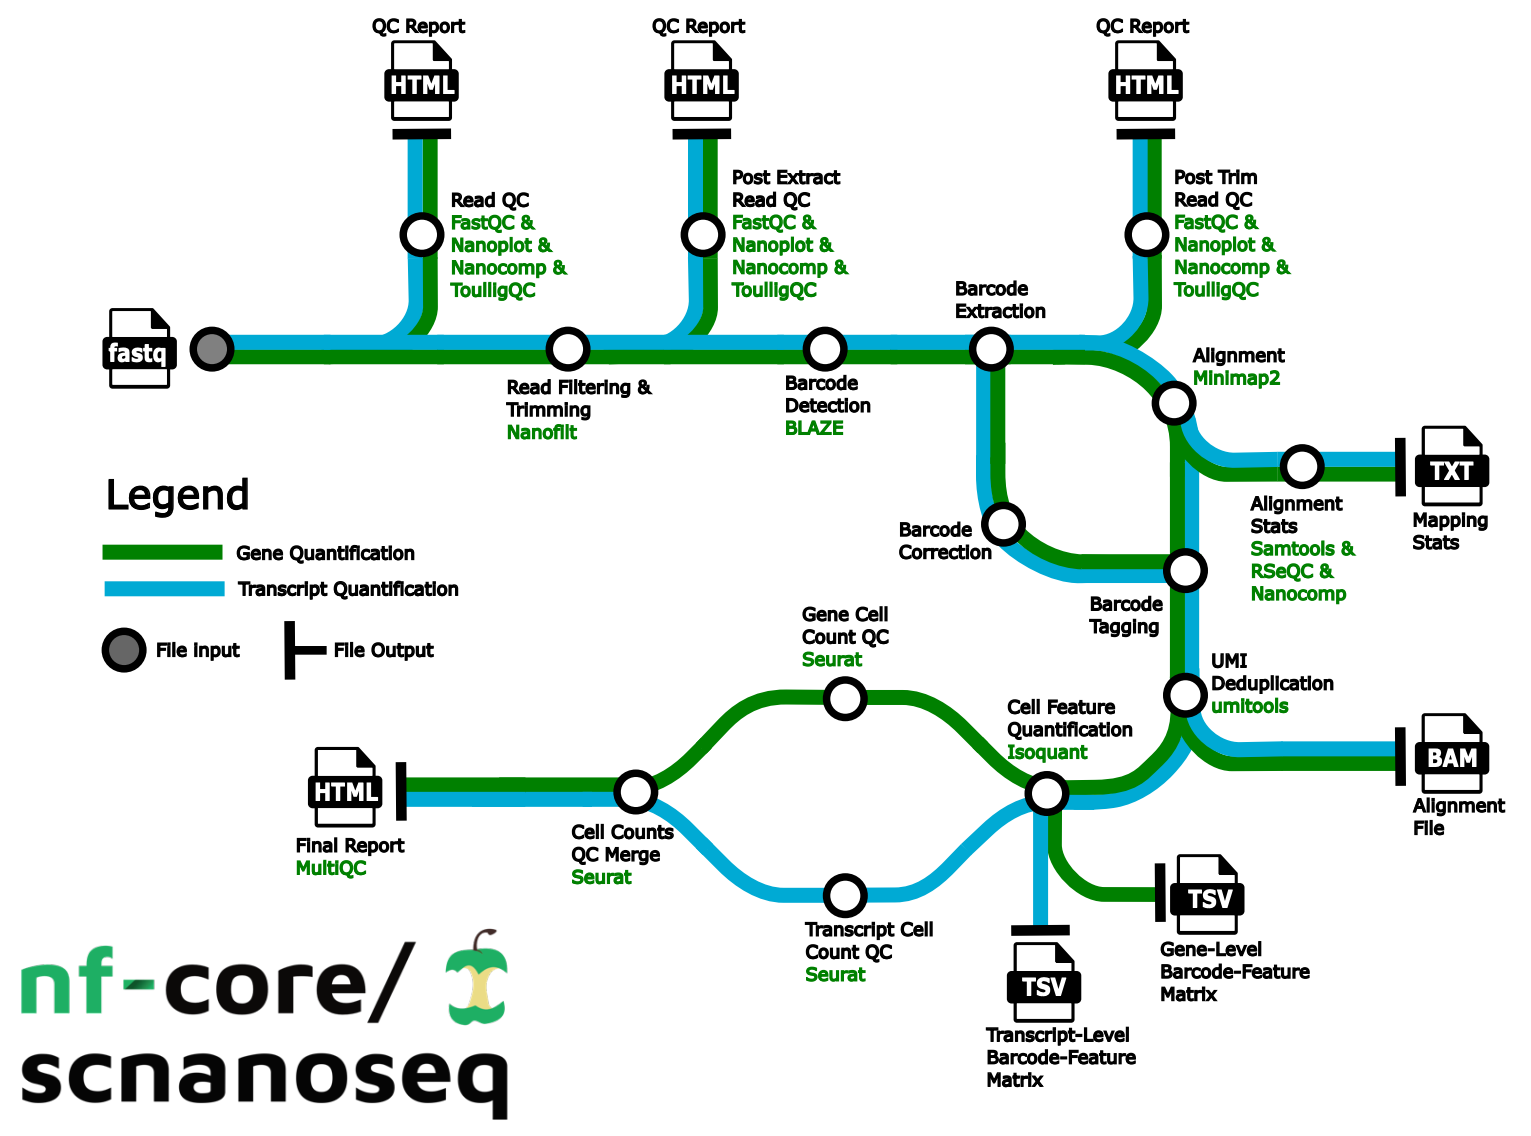 QC Report
HTML
QC Report
HTML
QC Report
HTML
Read QC
FastQC &
Nanoplot &
Nanocomp &
ToulligQC
Post Extract
Read QC
FastQC &
Nanoplot &
Nanocomp &
ToulligQC
Post Trim
Read QC
FastQC &
Nanoplot &
Nanocomp &
ToulligQC
fastq
Read Filtering &
Trimming
Nanofilt
Barcode
Detection
BLAZE
Barcode
Extraction
Alignment
Minimap2
TXT
Mapping
Stats
Alignment
Stats
Samtools &
RSeQC &
Nanocomp
Barcode
Correction
Barcode
Tagging
Legend
Gene Quantification
Transcript Quantification
File Input
File Output
Gene Cell
Count QC
Seurat
UMI
Deduplication
umitools
Cell Feature
Quantification
Isoquant
BAM
Alignment
File
HTML
Final Report
MultiQC
Cell Counts
QC Merge
Seurat
Transcript Cell
Count QC
Seurat
TSV
Gene-Level
Barcode-Feature
Matrix
TSV
Transcript-Level
Barcode-Feature
Matrix
nf-core/
scnanoseq